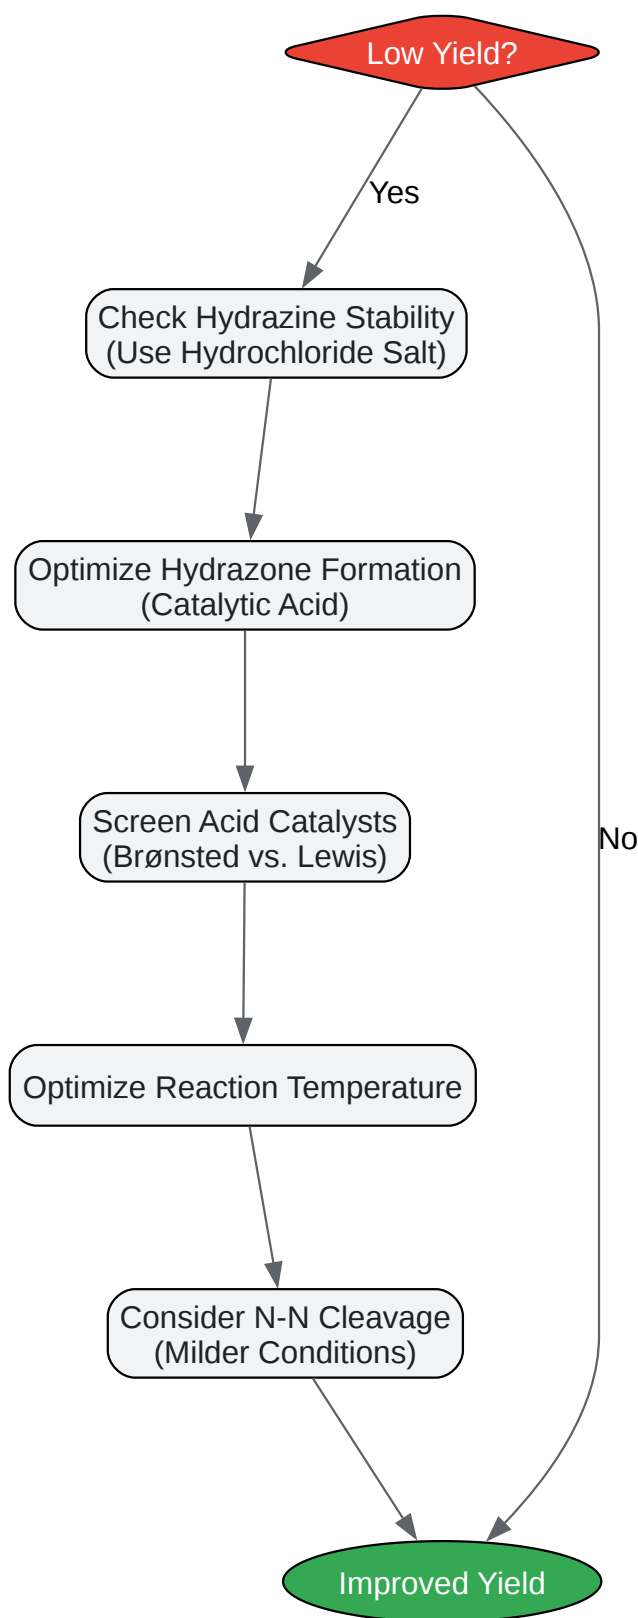 Low Yield?
Yes
Check Hydrazine Stability
(Use Hydrochloride Salt)
Optimize Hydrazone Formation
(Catalytic Acid)
Screen Acid Catalysts
(Brønsted vs. Lewis)
No
Optimize Reaction Temperature
Consider N-N Cleavage
(Milder Conditions)
Improved Yield